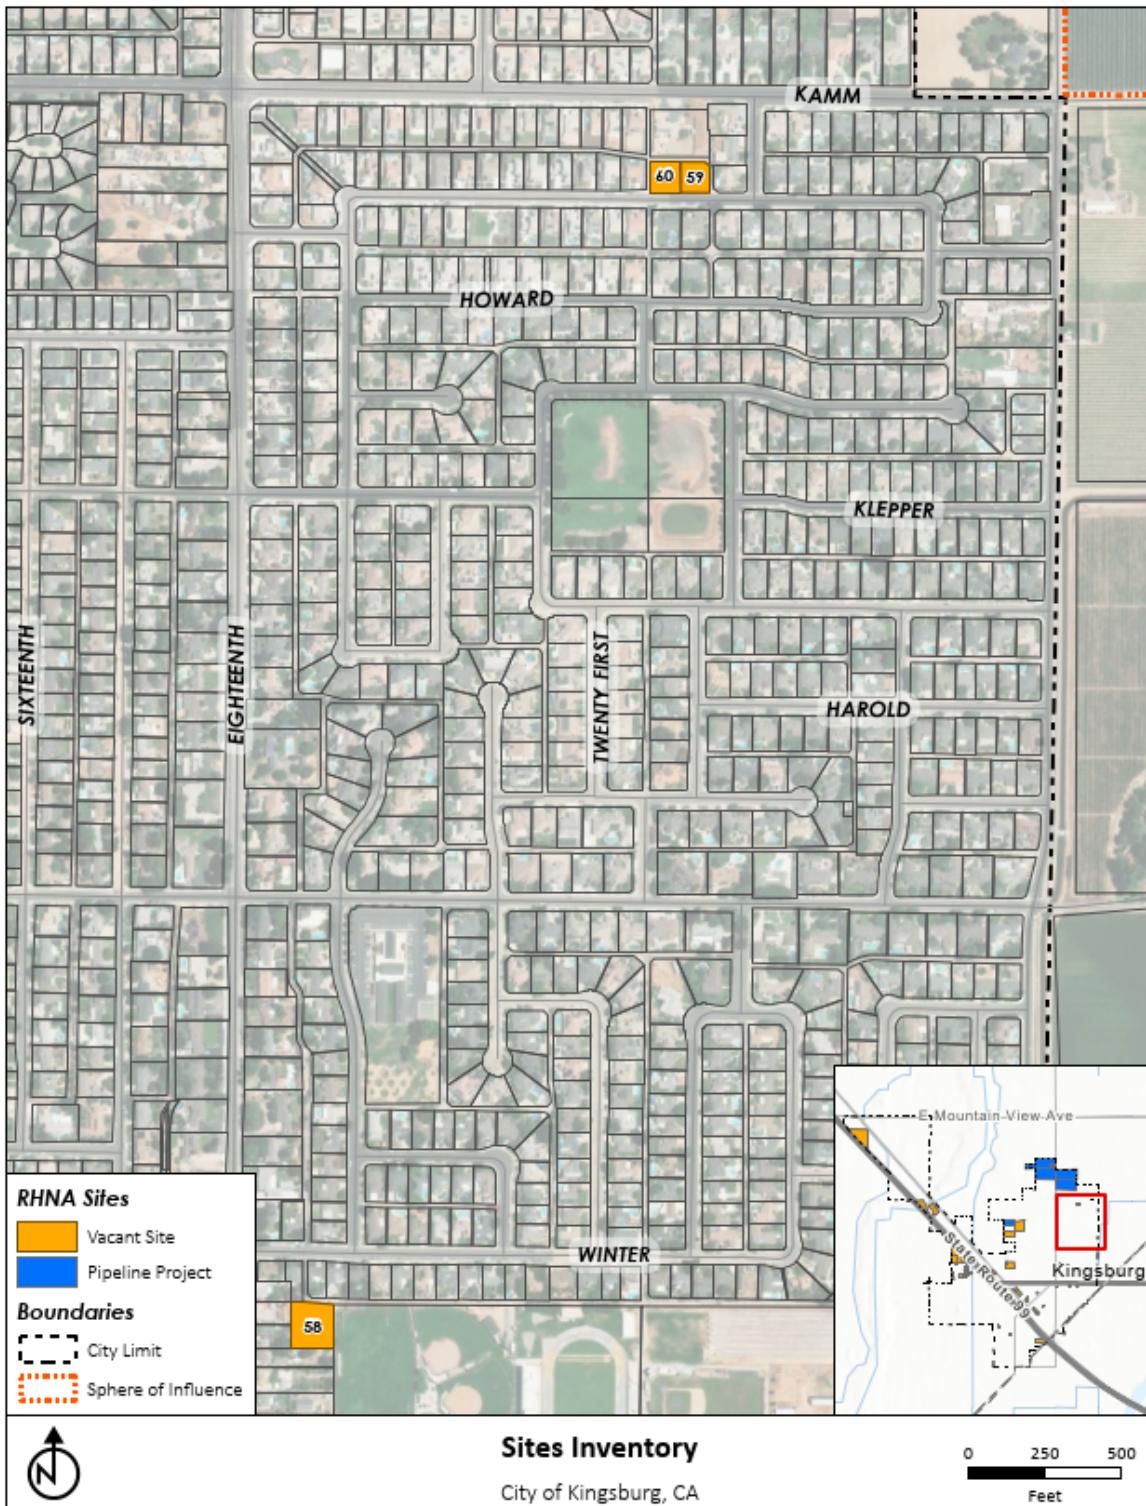 KAMM
60 59
HOWARD
KLEPPER
SIXTEENTH
EIGHTEENTH
TWENTY FIRST
HAROLD
WINTER
58
RHNA Sites
Vacant Site
Pipeline Project
Boundaries
City Limit
Sphere of Influence
E Mountain View Ave
State Route 99
Kingsburg
N
Sites Inventory
City of Kingsburg, CA
0 250 500
Feet